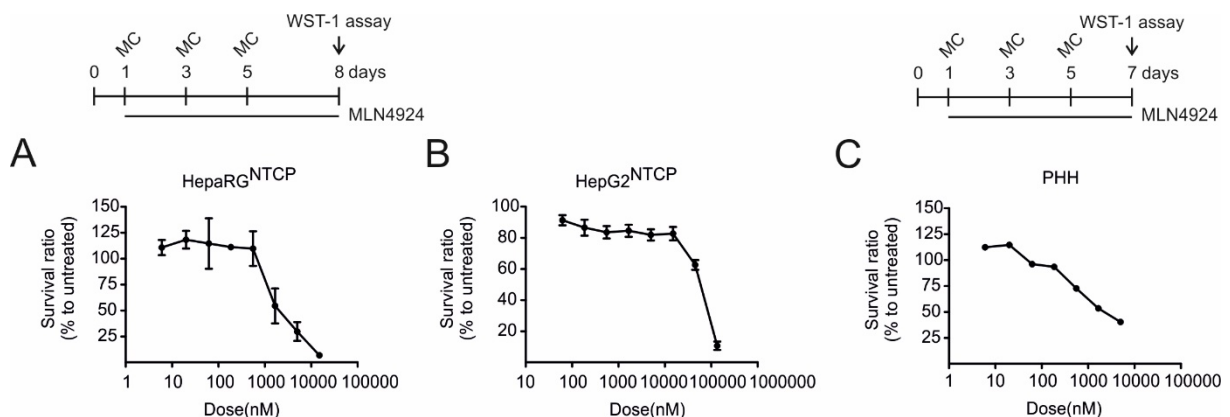 WST-1 assay
MC MC MC
0 1 3 5 8 days
MLN4924
WST-1 assay
MC MC MC
0 1 3 5 7 days
MLN4924
A
HepaRGNTCP
Survival ratio
(% to untreated)
150
125
100
75
50
25
1 10 100 1000 10000 100000
Dose(nM)
B
HepG2NTCP
Survival ratio
(% to untreated)
100
80
60
40
20
1 10 100 1000 10000 100000 1000000
Dose(nM)
C
PHH
Survival ratio
(% to untreated)
150
125
100
75
50
25
1 10 100 1000 10000 100000
Dose(nM)